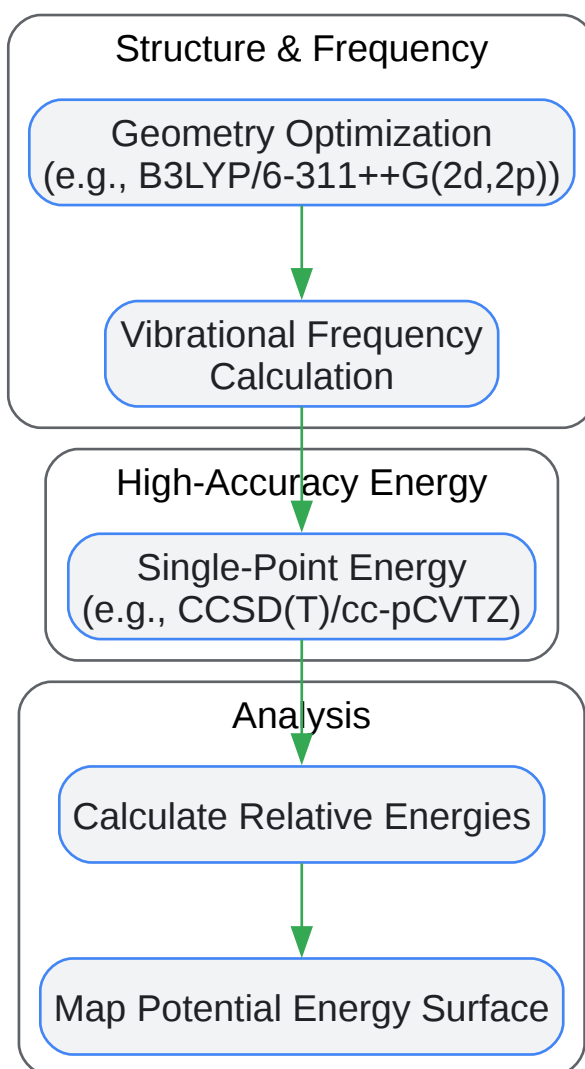 Structure & Frequency
Geometry Optimization
(e.g., B3LYP/6-311++G(2d,2p))
Vibrational Frequency
Calculation
High-Accuracy Energy
Single-Point Energy
(e.g., CCSD(T)/cc-pCVTZ)
Analysis
Calculate Relative Energies
Map Potential Energy Surface